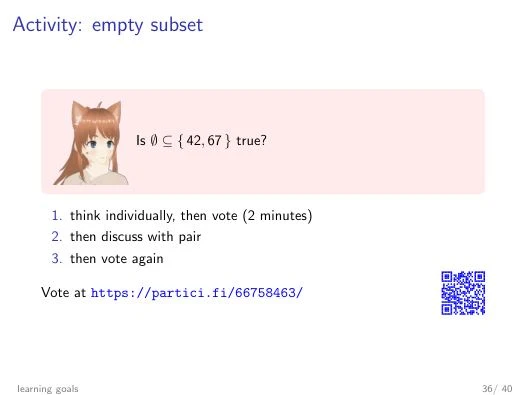 Activity: empty subset
Is ∅ ⊆ { 42, 67 } true?
1. think individually, then vote (2 minutes)
2. then discuss with pair
3. then vote again
Vote at https://partici.fi/66758463/
learning goals
36/ 40